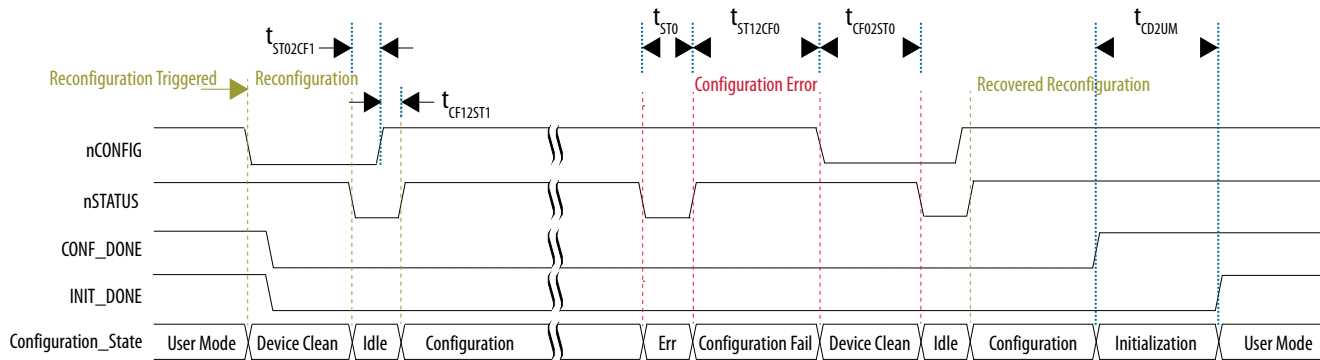 tST02CF1
tST0
tST12CF0
tCF02ST0
tCD2UM
Reconfiguration Triggered
Reconfiguration
tCF12ST1
Configuration Error
Recovered Reconfiguration
nCONFIG
nSTATUS
CONF_DONE
INIT_DONE
Configuration_State
User Mode
Device Clean
Idle
Configuration
Err
Configuration Fail
Device Clean
Idle
Configuration
Initialization
User Mode